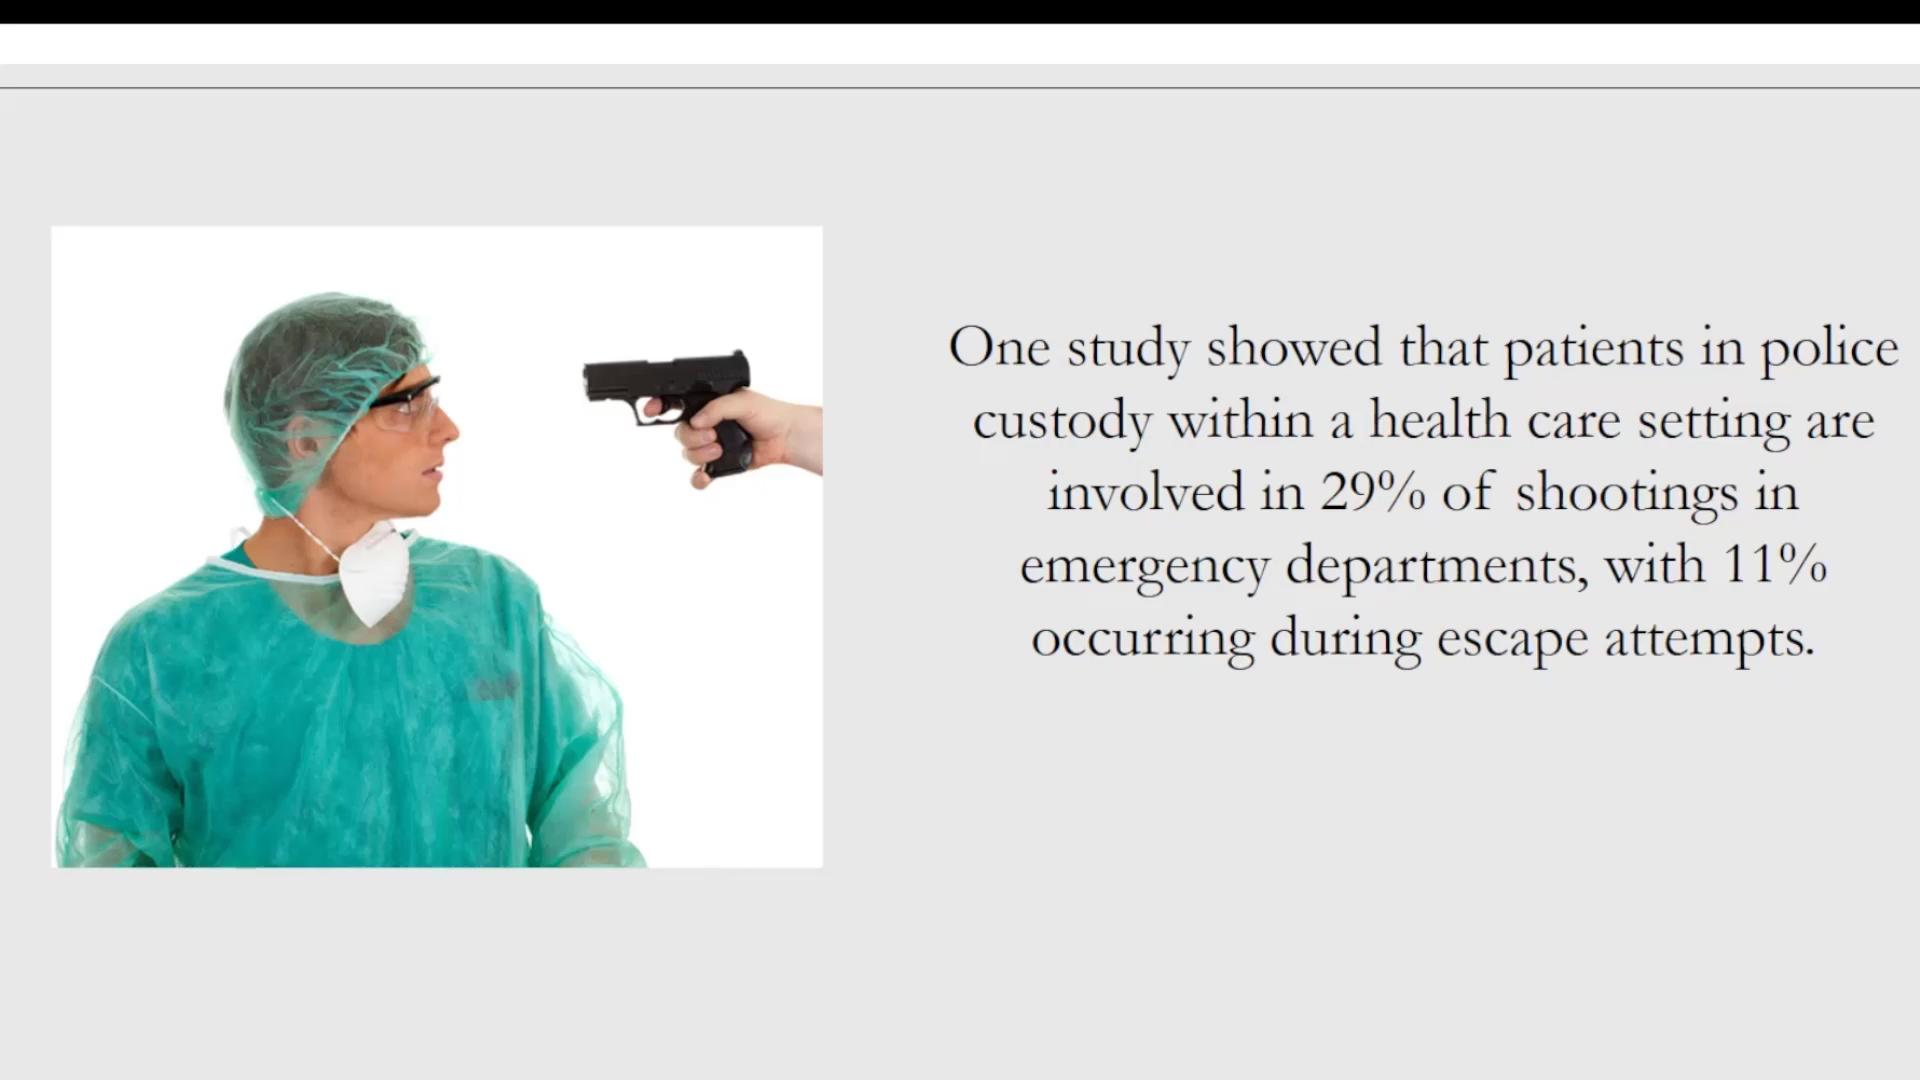 One study showed that patients in police
custody within a health care setting are
involved in 29% of shootings in
emergency departments, with 11%
occurring during escape attempts.